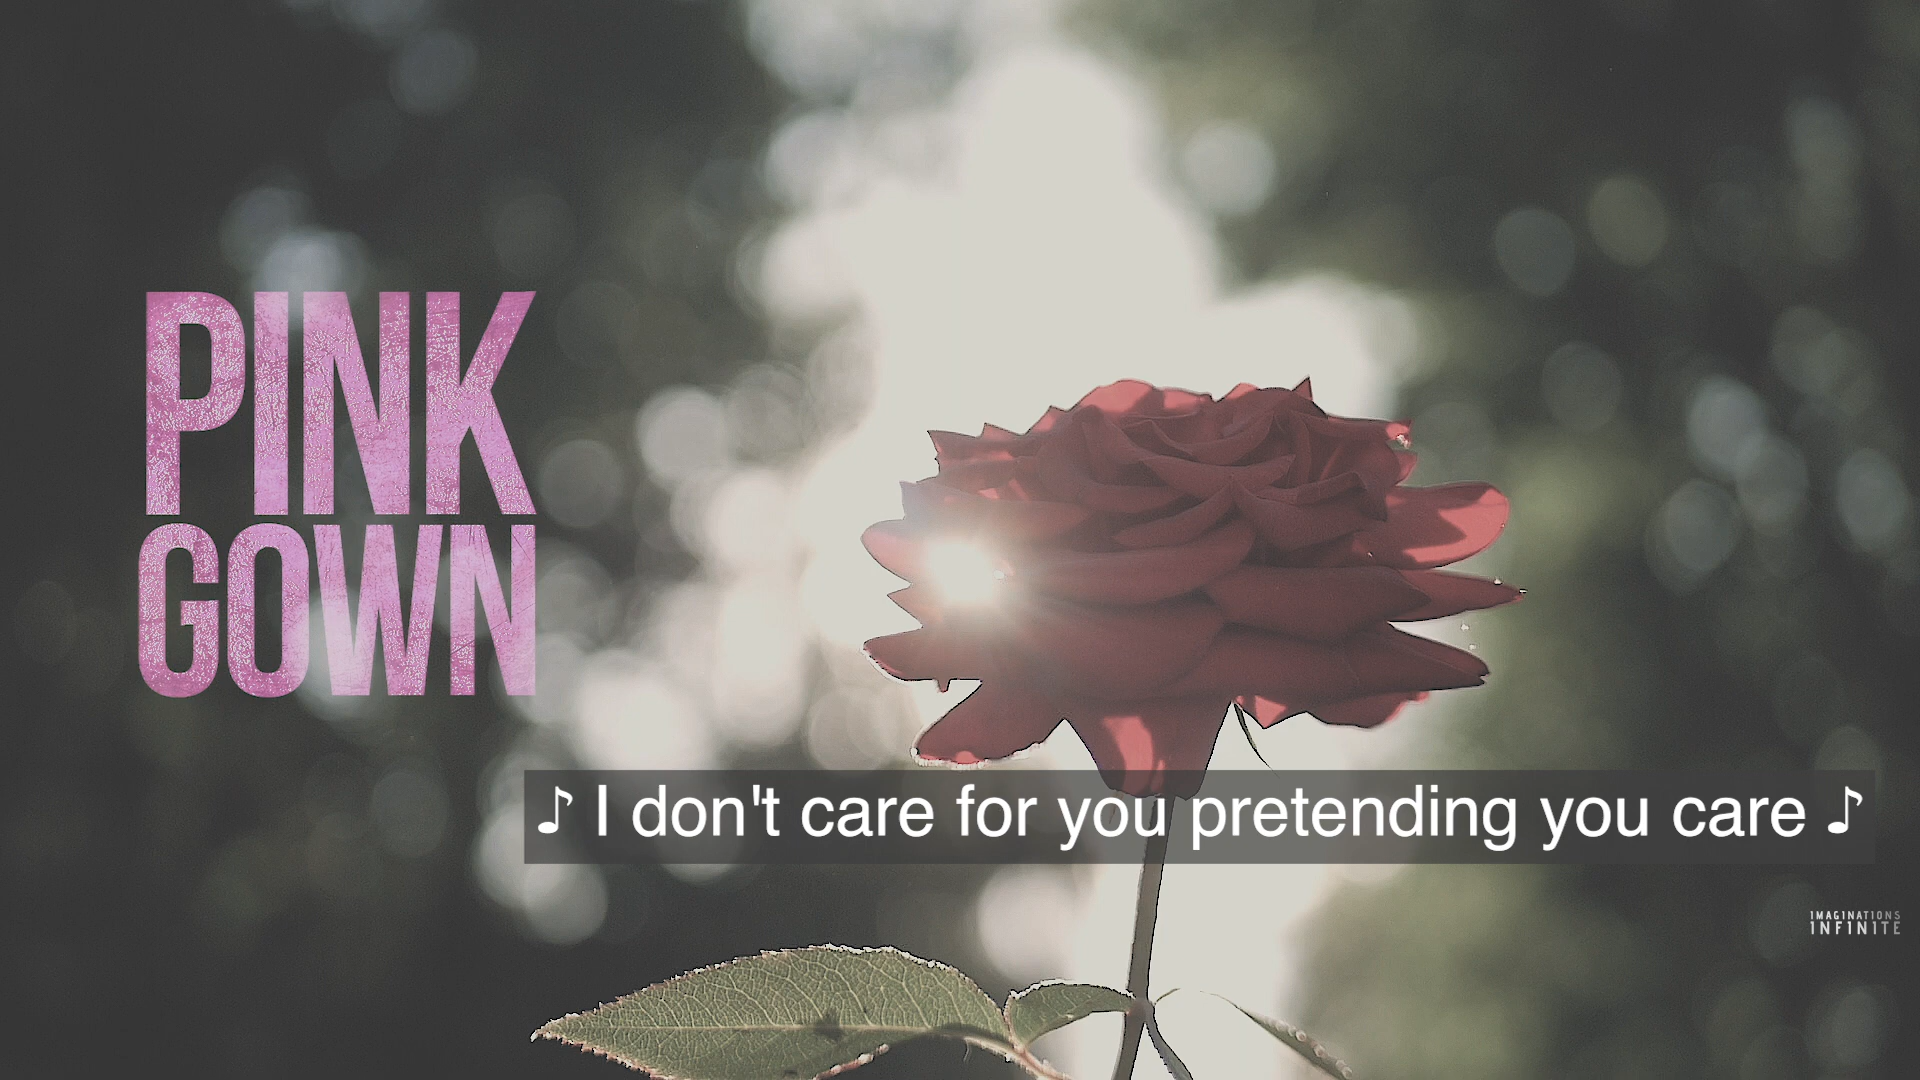 PINK
GOWN
♪ I don't care for you pretending you care ♪
IMAGINATIONS
INFINITE